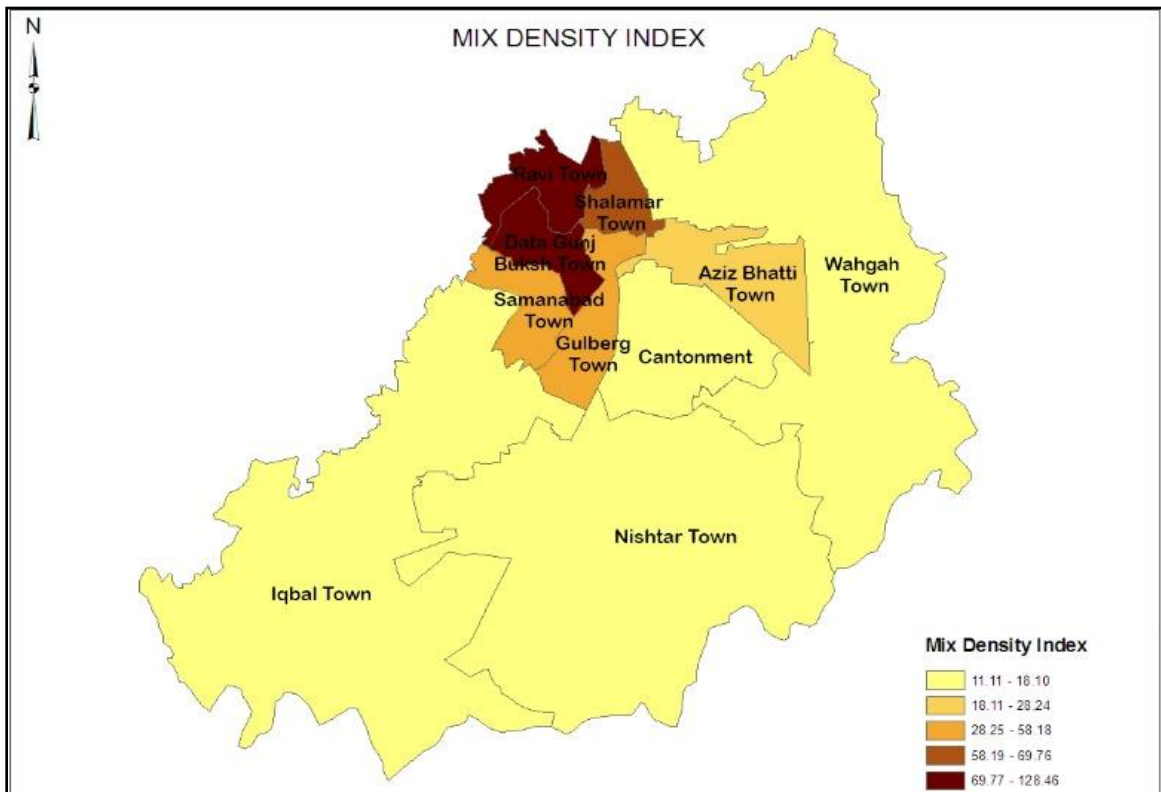 N
MIX DENSITY INDEX
Ravi Town
Shalamar
Town
Data Gunj
Buksh Town
Aziz Bhatti
Town
Wahgah
Town
Samanabad
Town
Gulberg
Town
Cantonment
Nishtar Town
Iqbal Town
Mix Density Index
11.11 - 18.10
18.11 - 28.24
28.25 - 58.18
58.19 - 69.76
69.77 - 128.46